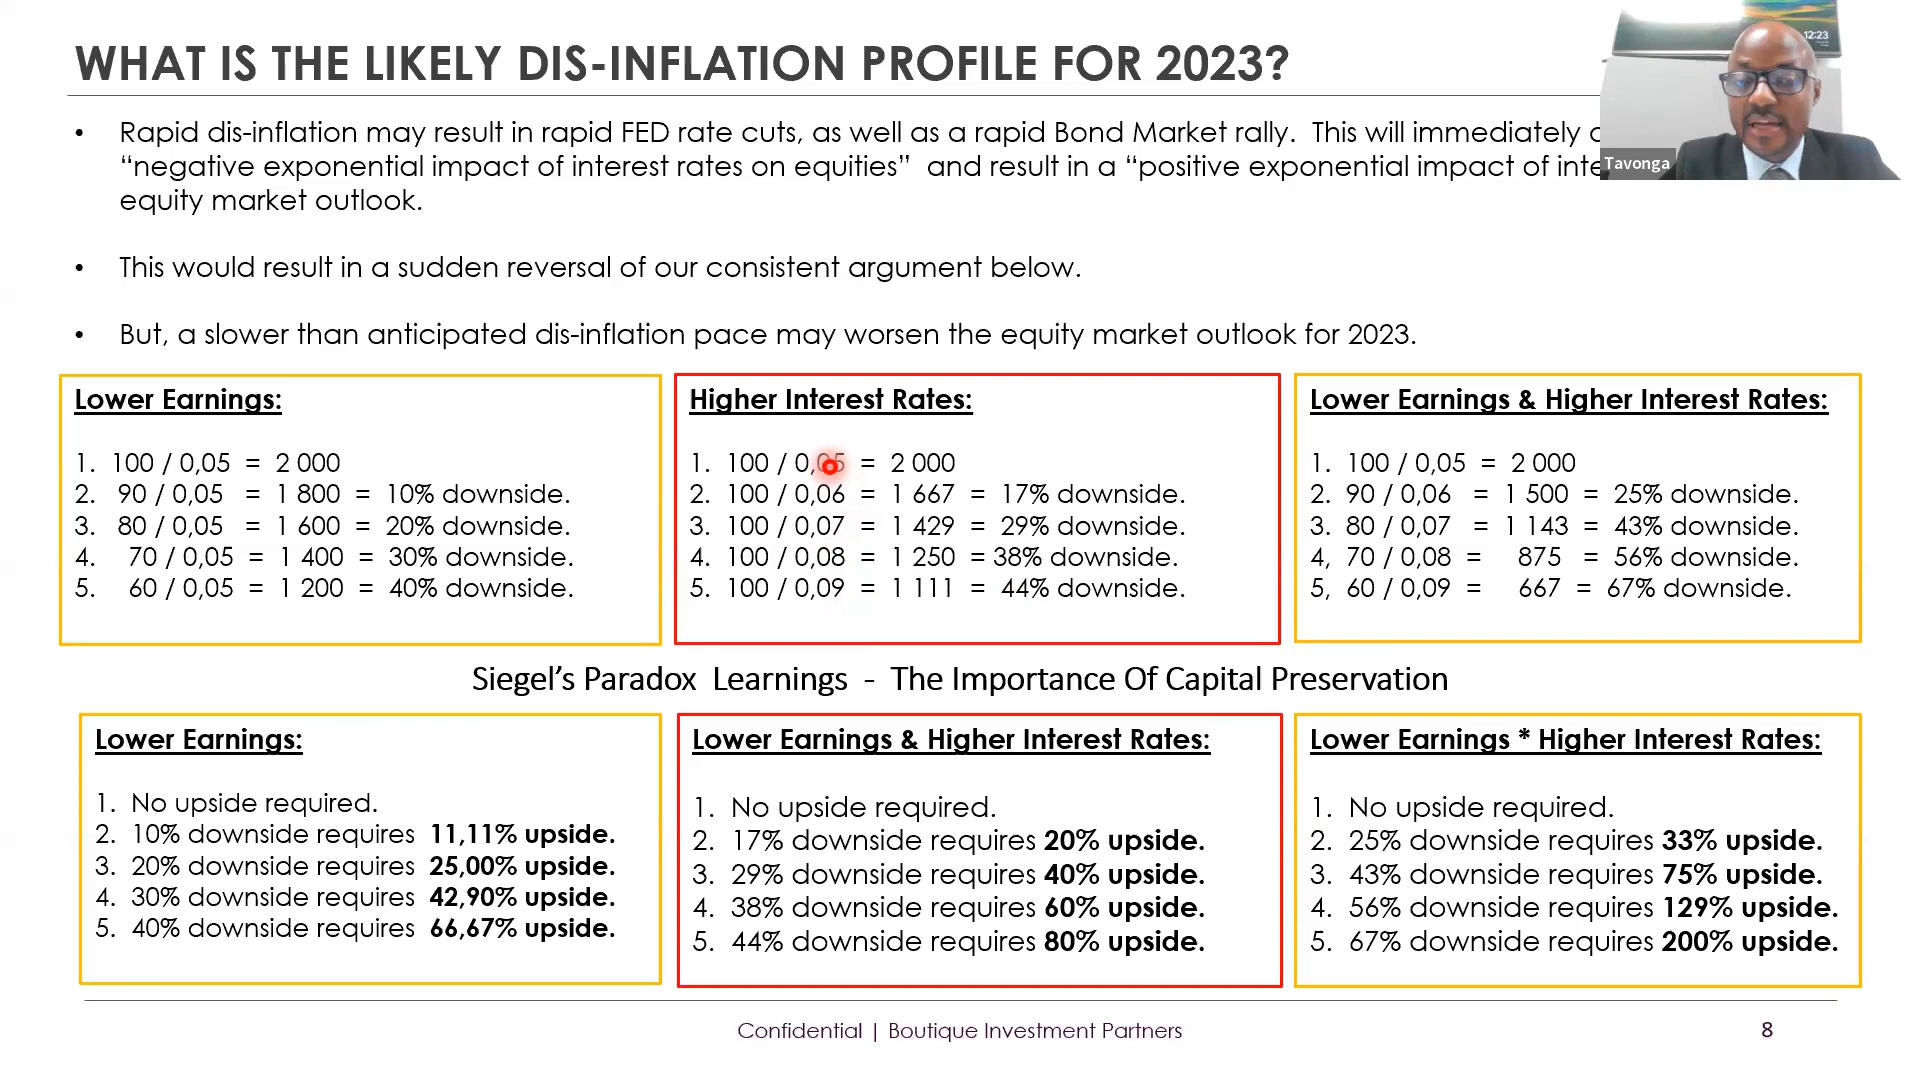 WHAT IS THE LIKELY DIS-INFLATION PROFILE FOR 2023?
12:23
Tavonga
• Rapid dis-inflation may result in rapid FED rate cuts, as well as a rapid Bond Market rally. This will immediately
“negative exponential impact of interest rates on equities” and result in a “positive exponential impact of
equity market outlook.
• This would result in a sudden reversal of our consistent argument below.
• But, a slower than anticipated dis-inflation pace may worsen the equity market outlook for 2023.
Lower Earnings:
1. 100 / 0,05 = 2 000
2. 90 / 0,05 = 1 800 = 10% downside.
3. 80 / 0,05 = 1 600 = 20% downside.
4. 70 / 0,05 = 1 400 = 30% downside.
5. 60 / 0,05 = 1 200 = 40% downside.
Higher Interest Rates:
1. 100 / 0,05 = 2 000
2. 100 / 0,06 = 1 667 = 17% downside.
3. 100 / 0,07 = 1 429 = 29% downside.
4. 100 / 0,08 = 1 250 = 38% downside.
5. 100 / 0,09 = 1 111 = 44% downside.
Lower Earnings & Higher Interest Rates:
1. 100 / 0,05 = 2 000
2. 90 / 0,06 = 1 500 = 25% downside.
3. 80 / 0,07 = 1 143 = 43% downside.
4, 70 / 0,08 = 875 = 56% downside.
5, 60 / 0,09 = 667 = 67% downside.
Siegel’s Paradox Learnings - The Importance Of Capital Preservation
Lower Earnings:
1. No upside required.
2. 10% downside requires 11,11% upside.
3. 20% downside requires 25,00% upside.
4. 30% downside requires 42,90% upside.
5. 40% downside requires 66,67% upside.
Lower Earnings & Higher Interest Rates:
1. No upside required.
2. 17% downside requires 20% upside.
3. 29% downside requires 40% upside.
4. 38% downside requires 60% upside.
5. 44% downside requires 80% upside.
Lower Earnings * Higher Interest Rates:
1. No upside required.
2. 25% downside requires 33% upside.
3. 43% downside requires 75% upside.
4. 56% downside requires 129% upside.
5. 67% downside requires 200% upside.
Confidential | Boutique Investment Partners
8